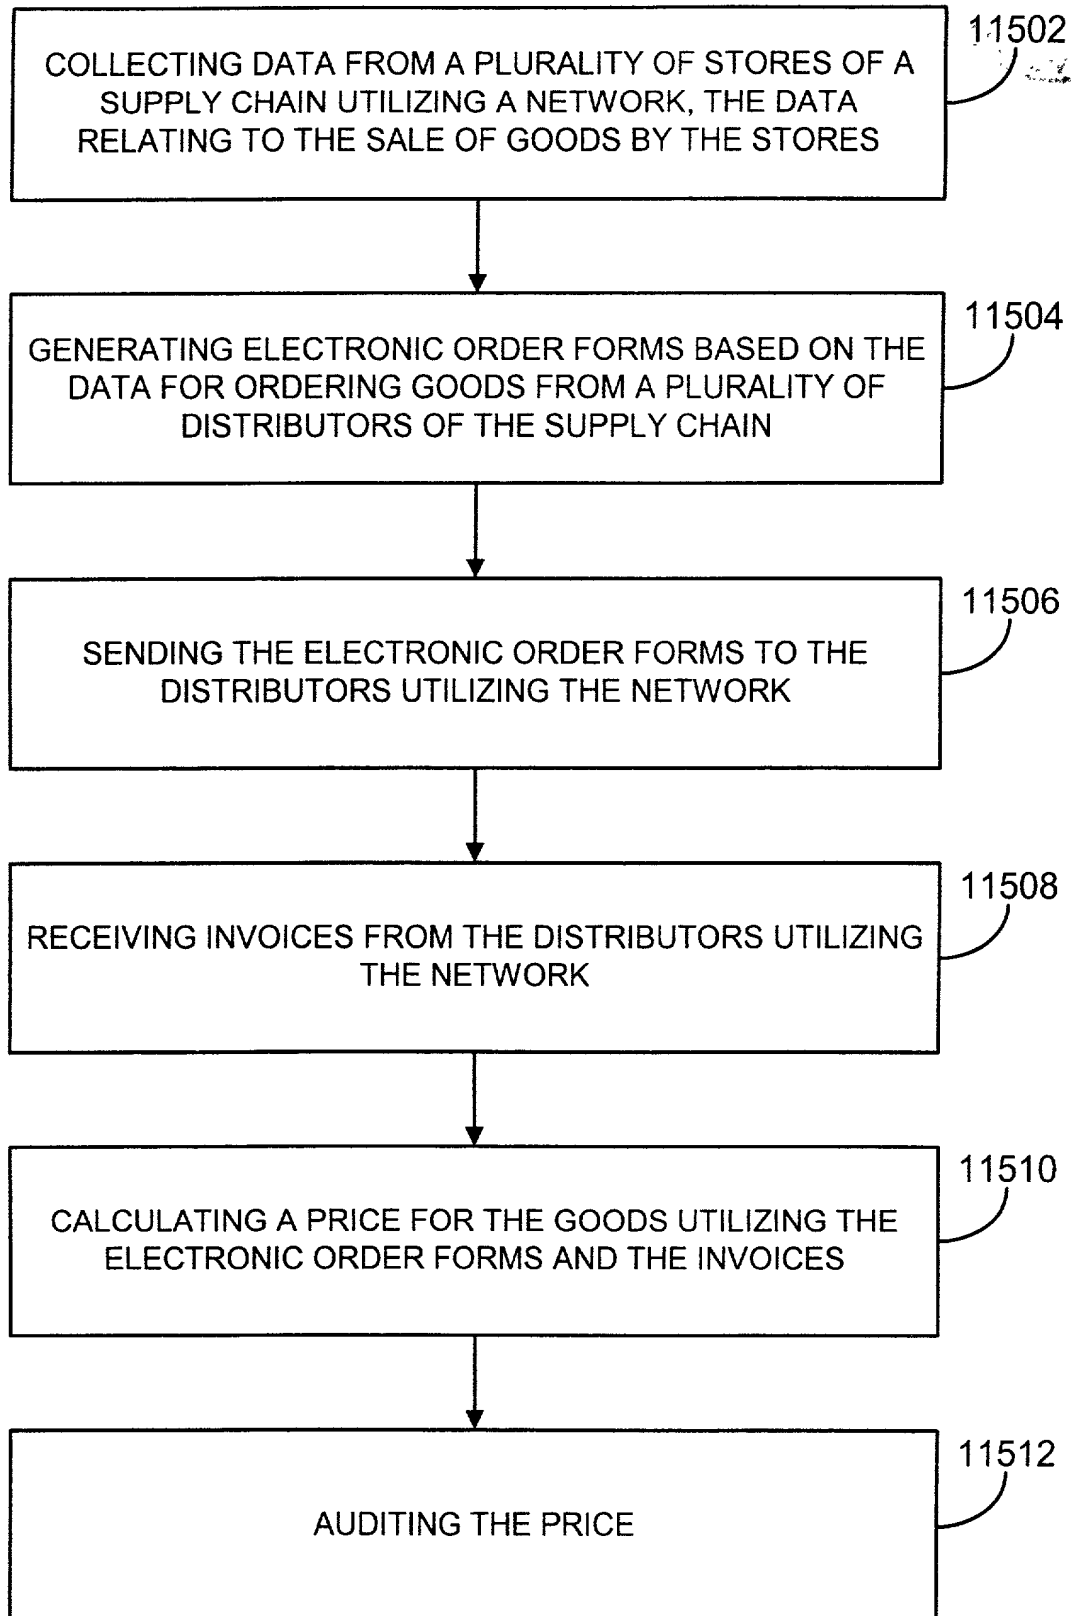 11502
COLLECTING DATA FROM A PLURALITY OF STORES OF A
SUPPLY CHAIN UTILIZING A NETWORK, THE DATA
RELATING TO THE SALE OF GOODS BY THE STORES
11504
GENERATING ELECTRONIC ORDER FORMS BASED ON THE
DATA FOR ORDERING GOODS FROM A PLURALITY OF
DISTRIBUTORS OF THE SUPPLY CHAIN
11506
SENDING THE ELECTRONIC ORDER FORMS TO THE
DISTRIBUTORS UTILIZING THE NETWORK
11508
RECEIVING INVOICES FROM THE DISTRIBUTORS UTILIZING
THE NETWORK
11510
CALCULATING A PRICE FOR THE GOODS UTILIZING THE
ELECTRONIC ORDER FORMS AND THE INVOICES
11512
AUDITING THE PRICE